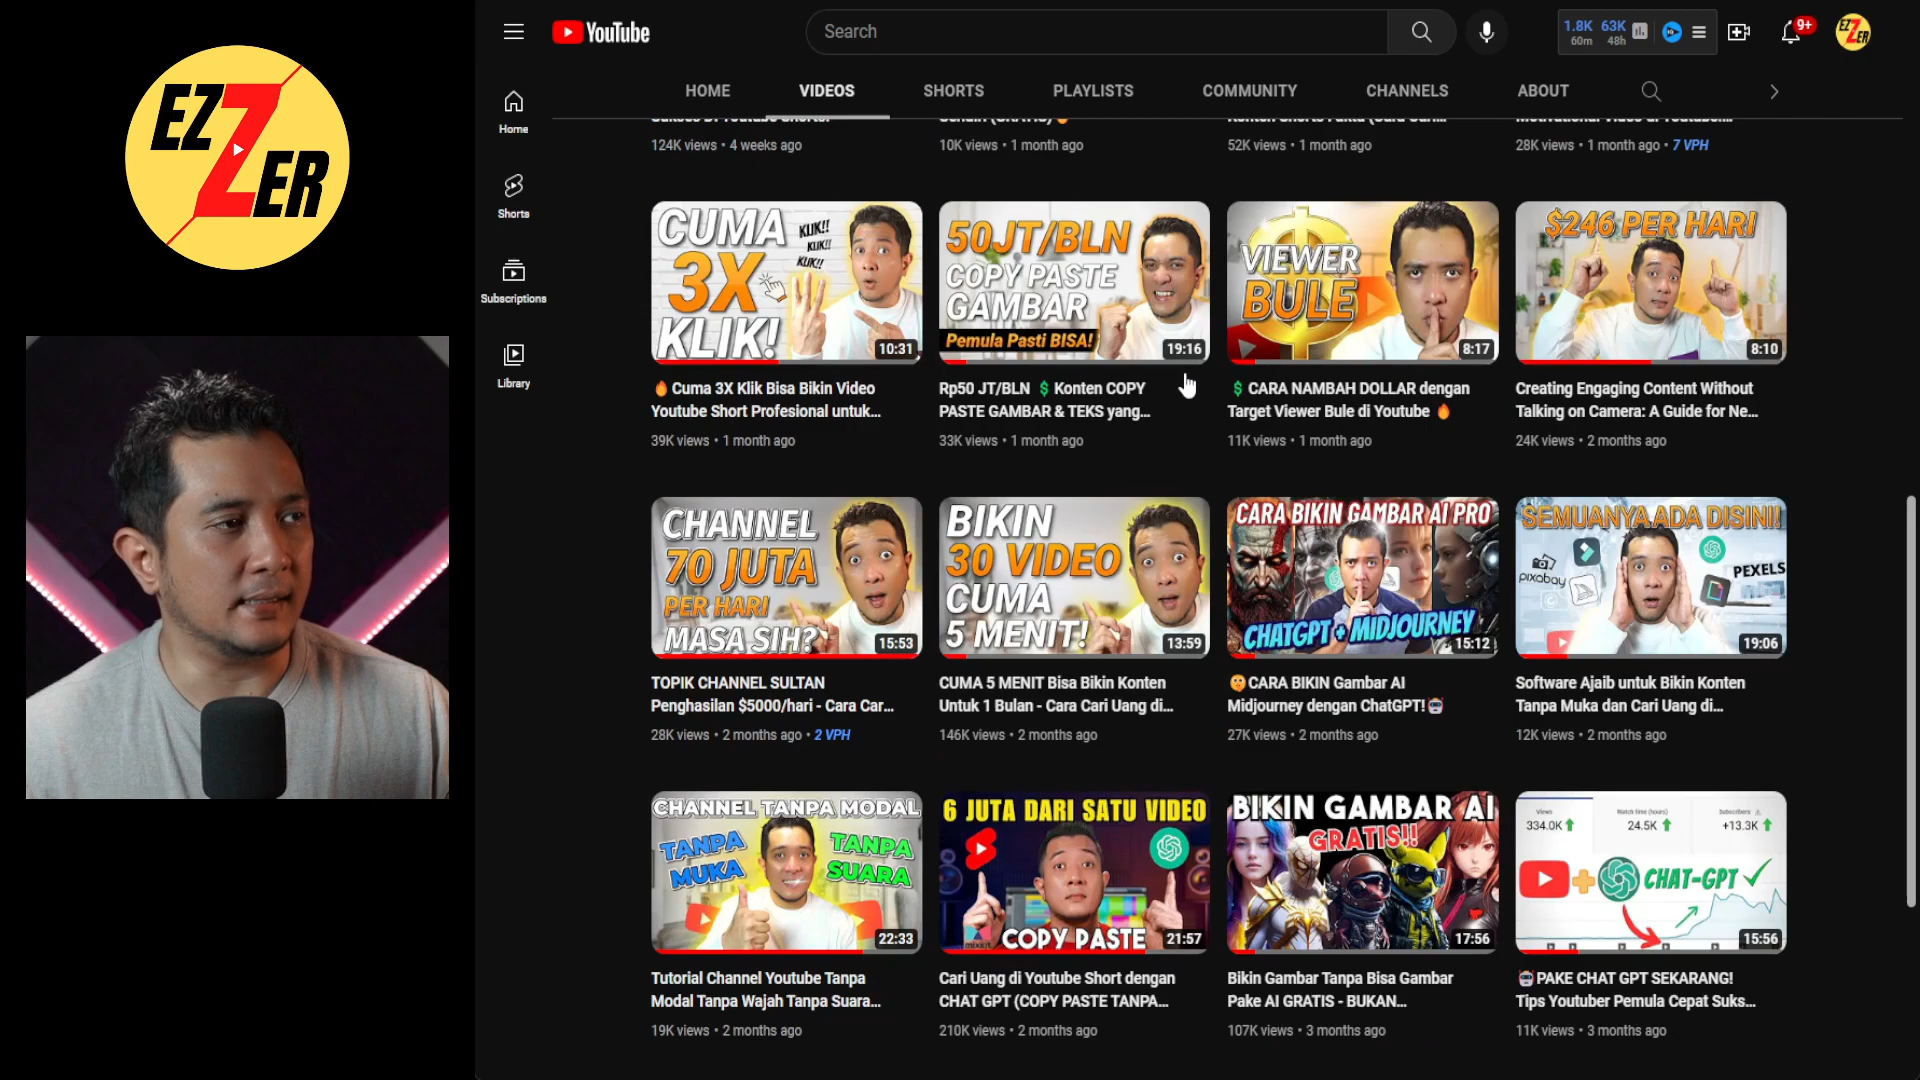 EZZZER
YouTube
Search
1.8K 63K
60m 48h
9+
HOME VIDEOS SHORTS PLAYLISTS COMMUNITY CHANNELS ABOUT
Home
Shorts
Subscriptions
Library
124K views • 4 weeks ago
10K views • 1 month ago
52K views • 1 month ago
28K views • 1 month ago • 7 VPH
CUMA
3X
KLIK!
KLIK!!
KLIK!!
KLIK!!
10:31
🔥Cuma 3X Klik Bisa Bikin Video
Youtube Short Profesional untuk...
39K views • 1 month ago
50JT/BLN
COPY PASTE
GAMBAR
Pemula Pasti BISA!
19:16
Rp50 JT/BLN 💲Konten COPY
PASTE GAMBAR & TEKS yang...
33K views • 1 month ago
VIEWER
BULE
8:17
💲CARA NAMBAH DOLLAR dengan
Target Viewer Bule di Youtube 🔥
11K views • 1 month ago
$246 PER HARI
8:10
Creating Engaging Content Without
Talking on Camera: A Guide for Ne...
24K views • 2 months ago
CHANNEL
70 JUTA
PER HARI
MASA SIH?
15:53
TOPIK CHANNEL SULTAN
Penghasilan $5000/hari - Cara Car...
28K views • 2 months ago • 2 VPH
BIKIN
30 VIDEO
CUMA
5 MENIT!
13:59
CUMA 5 MENIT Bisa Bikin Konten
Untuk 1 Bulan - Cara Cari Uang di...
146K views • 2 months ago
CARA BIKIN GAMBAR AI PRO
CHATGPT + MIDJOURNEY
15:12
🤫CARA BIKIN Gambar AI
Midjourney dengan ChatGPT!🤖
27K views • 2 months ago
SEMUANYA ADA DISINI!
pixabay
PEXELS
19:06
Software Ajaib untuk Bikin Konten
Tanpa Muka dan Cari Uang di...
12K views • 2 months ago
CHANNEL TANPA MODAL
TANPA
MUKA
TANPA
SUARA
22:33
Tutorial Channel Youtube Tanpa
Modal Tanpa Wajah Tanpa Suara...
19K views • 2 months ago
6 JUTA DARI SATU VIDEO
COPY PASTE
21:57
Cari Uang di Youtube Short dengan
CHAT GPT (COPY PASTE TANPA...
210K views • 2 months ago
BIKIN GAMBAR AI
GRATIS!!
17:56
Bikin Gambar Tanpa Bisa Gambar
Pake AI GRATIS - BUKAN...
107K views • 3 months ago
Views
334.0K
Watch time (hours)
24.5K
Subscribers
+13.3K
CHAT-GPT
15:56
🤖PAKE CHAT GPT SEKARANG!
Tips Youtuber Pemula Cepat Suks...
11K views • 3 months ago